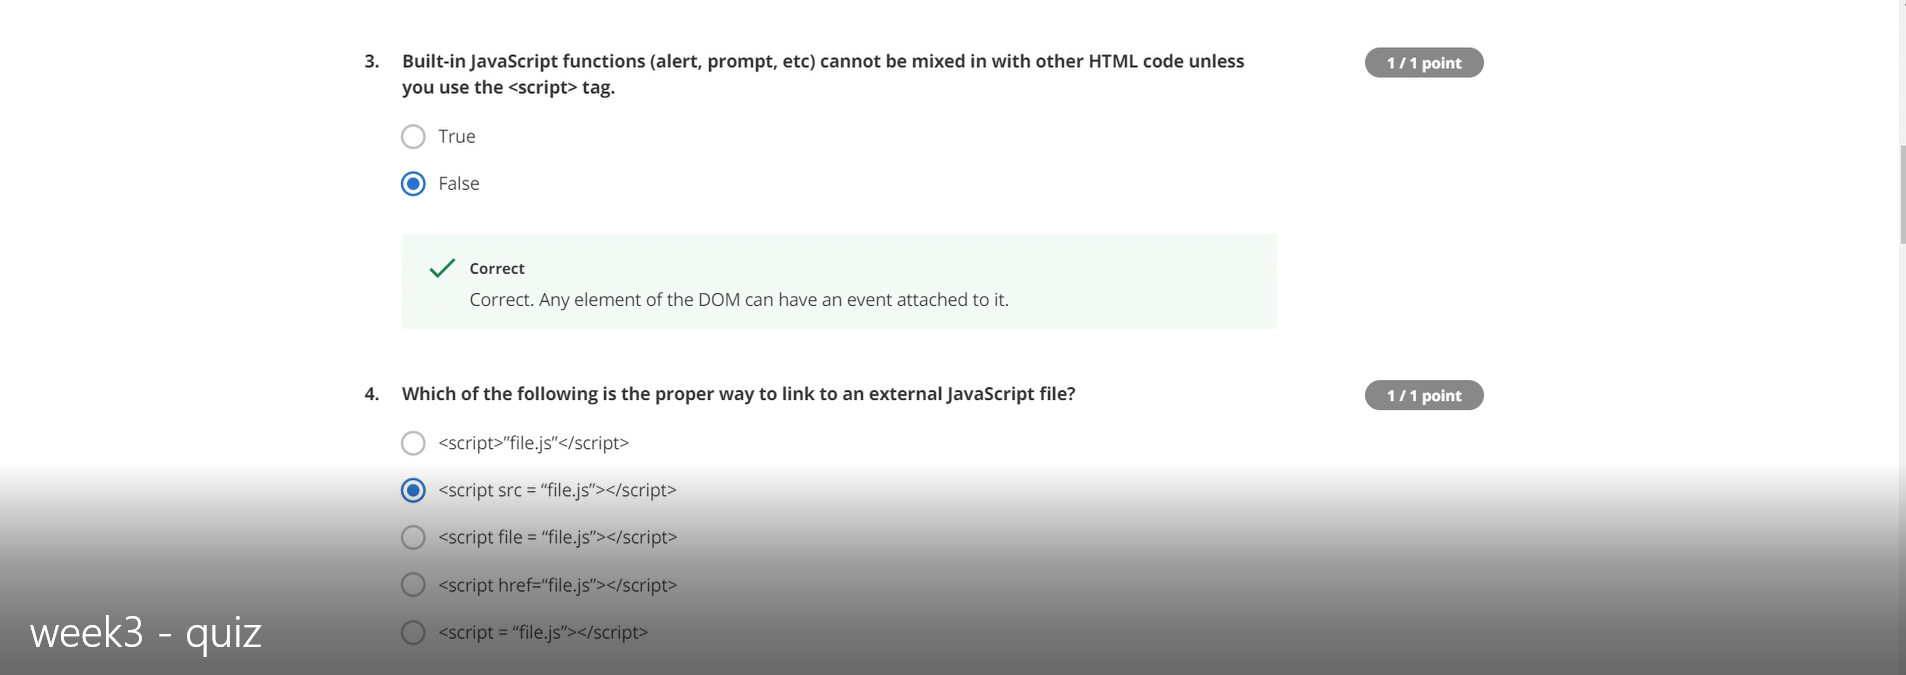 3. Built-in JavaScript functions (alert, prompt, etc) cannot be mixed in with other HTML code unless
you use the <script> tag.
1 / 1 point
True
False
Correct
Correct. Any element of the DOM can have an event attached to it.
4. Which of the following is the proper way to link to an external JavaScript file?
1 / 1 point
<script>”file.js”</script>
<script src = “file.js”></script>
<script file = “file.js”></script>
<script href=“file.js”></script>
<script = “file.js”></script>
week3 - quiz